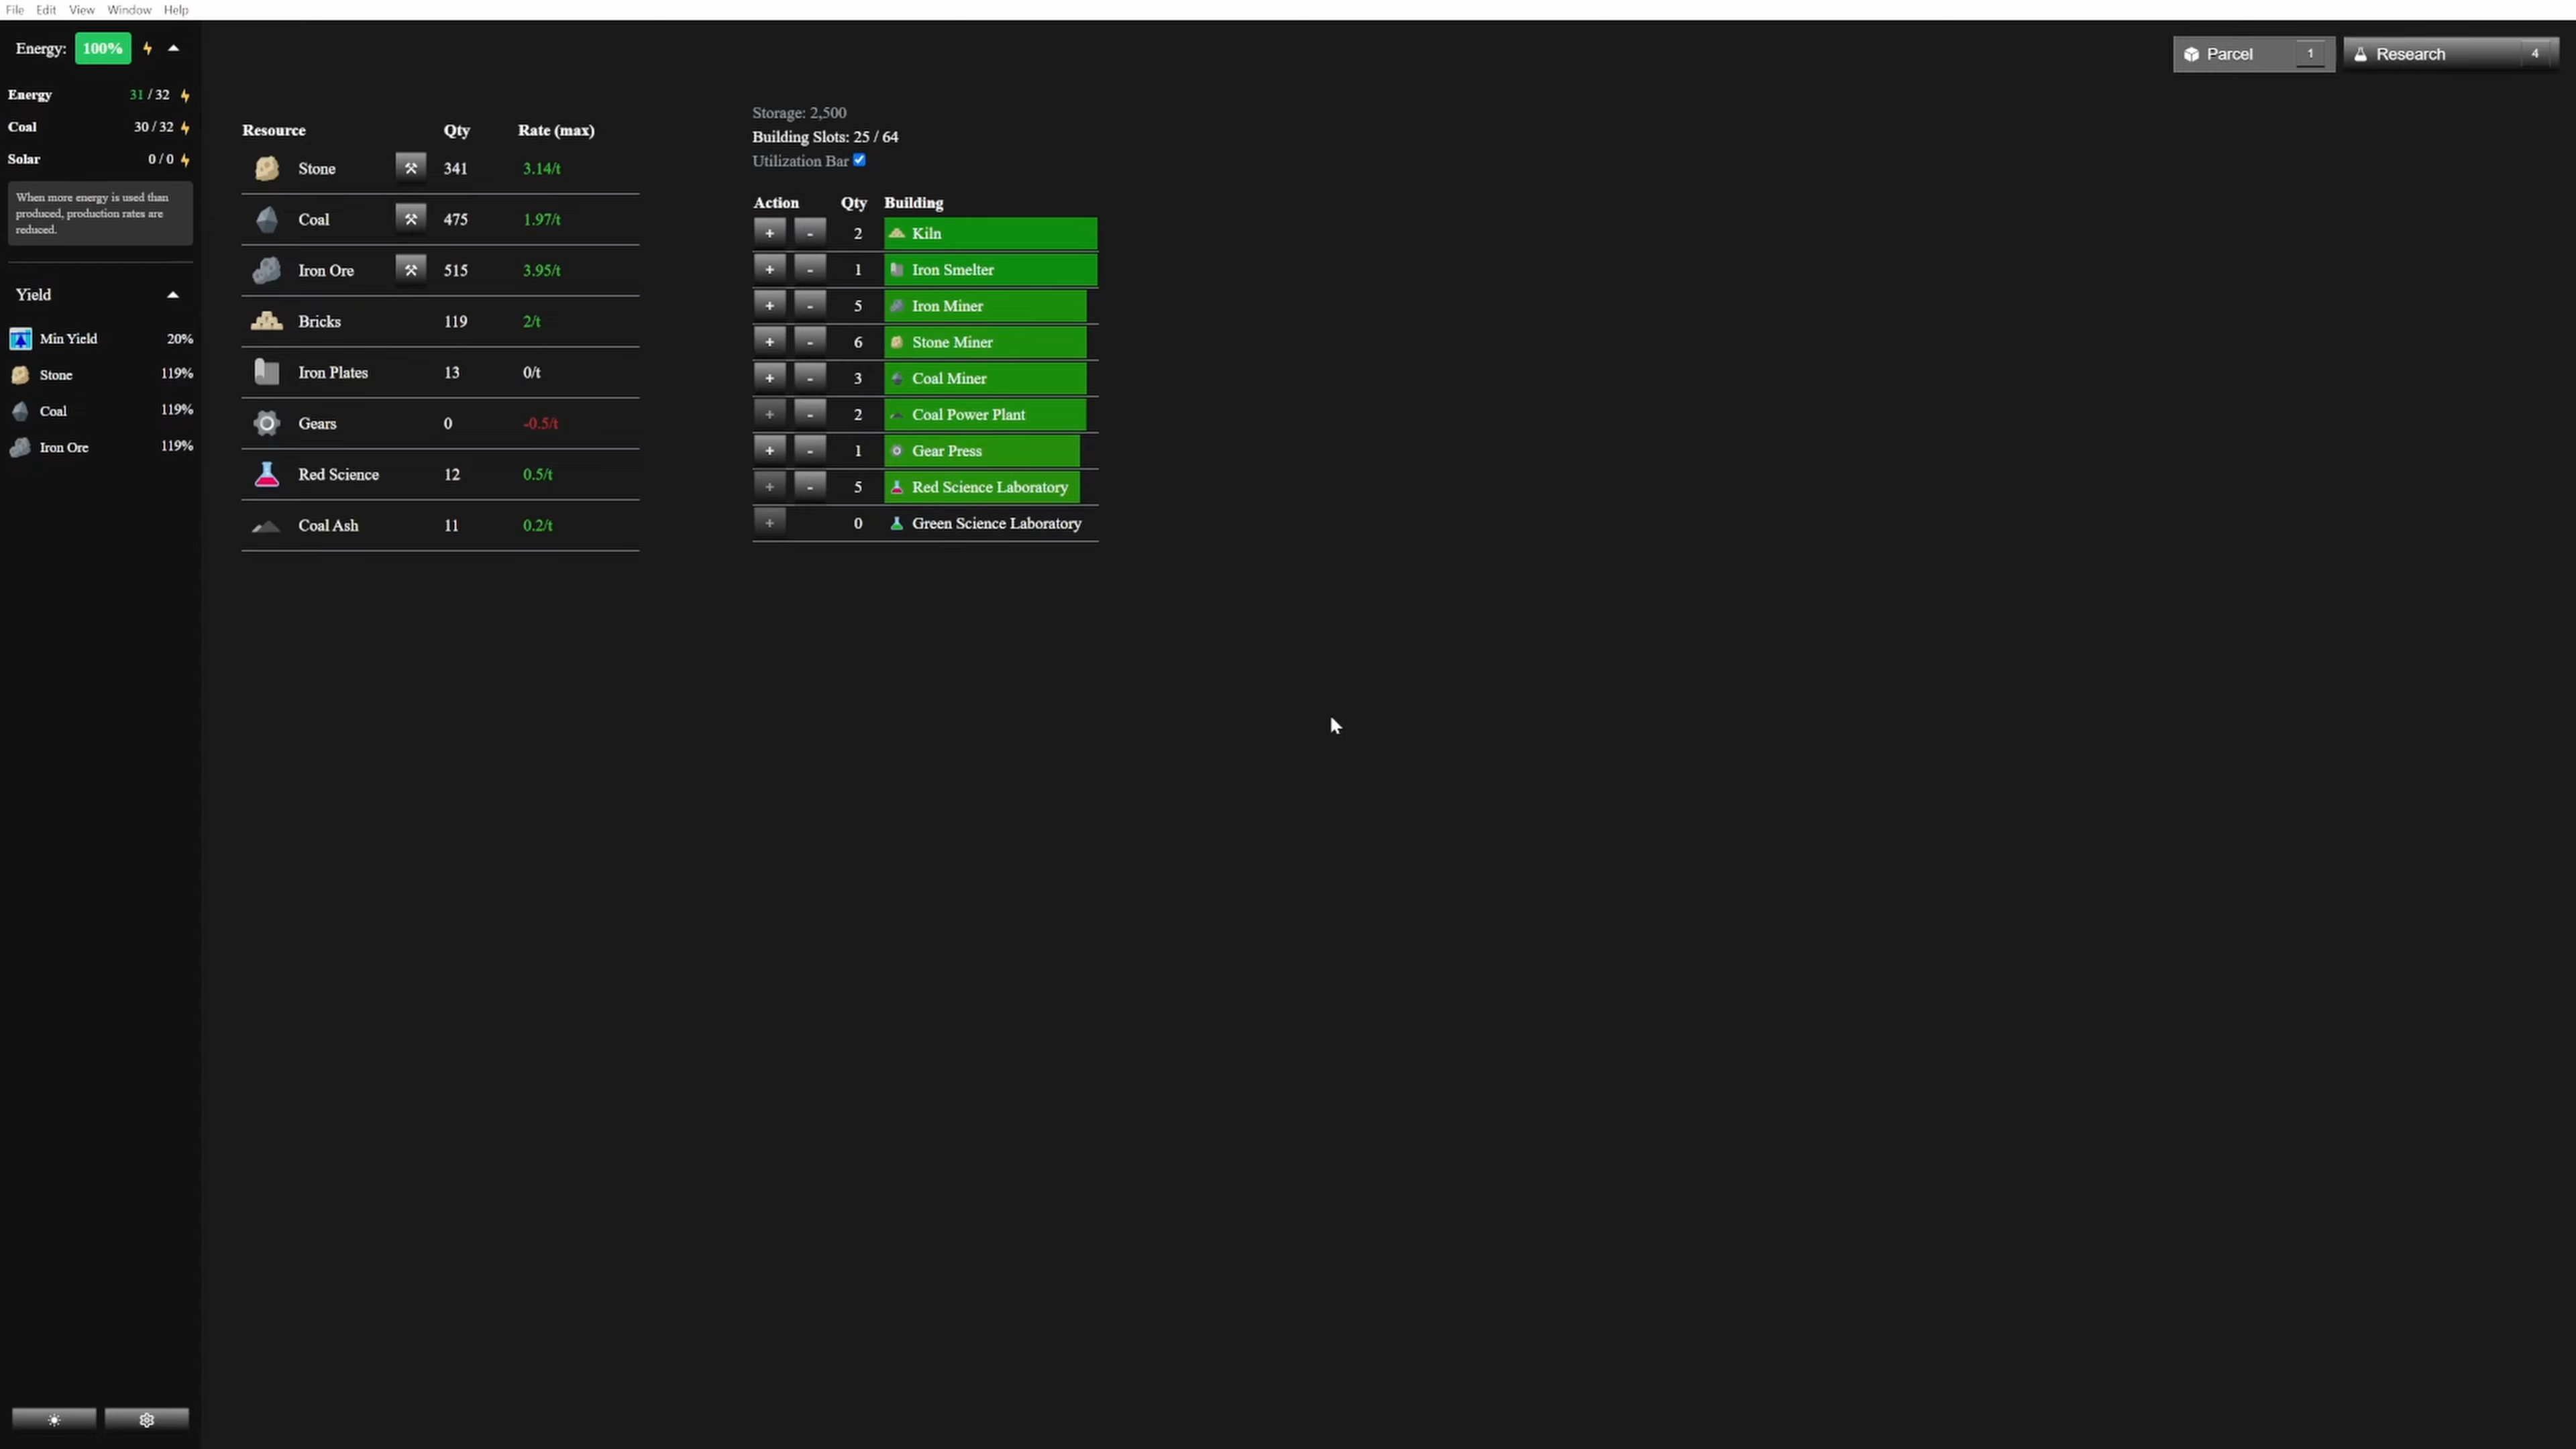 File Edit View Window Help
Energy: 100%
Energy 31 / 32
Coal 30 / 32
Solar 0 / 0
When more energy is used than
produced, production rates are
reduced.
Yield
Min Yield 20%
Stone 119%
Coal 119%
Iron Ore 119%
Resource Qty Rate (max)
Stone 341 3.14/t
Coal 475 1.97/t
Iron Ore 515 3.95/t
Bricks 119 2/t
Iron Plates 13 0/t
Gears 0 -0.5/t
Red Science 12 0.5/t
Coal Ash 11 0.2/t
Storage: 2,500
Building Slots: 25 / 64
Utilization Bar
Action Qty Building
+ - 2 Kiln
+ - 1 Iron Smelter
+ - 5 Iron Miner
+ - 6 Stone Miner
+ - 3 Coal Miner
+ - 2 Coal Power Plant
+ - 1 Gear Press
+ - 5 Red Science Laboratory
+ 0 Green Science Laboratory
Parcel 1
Research 4